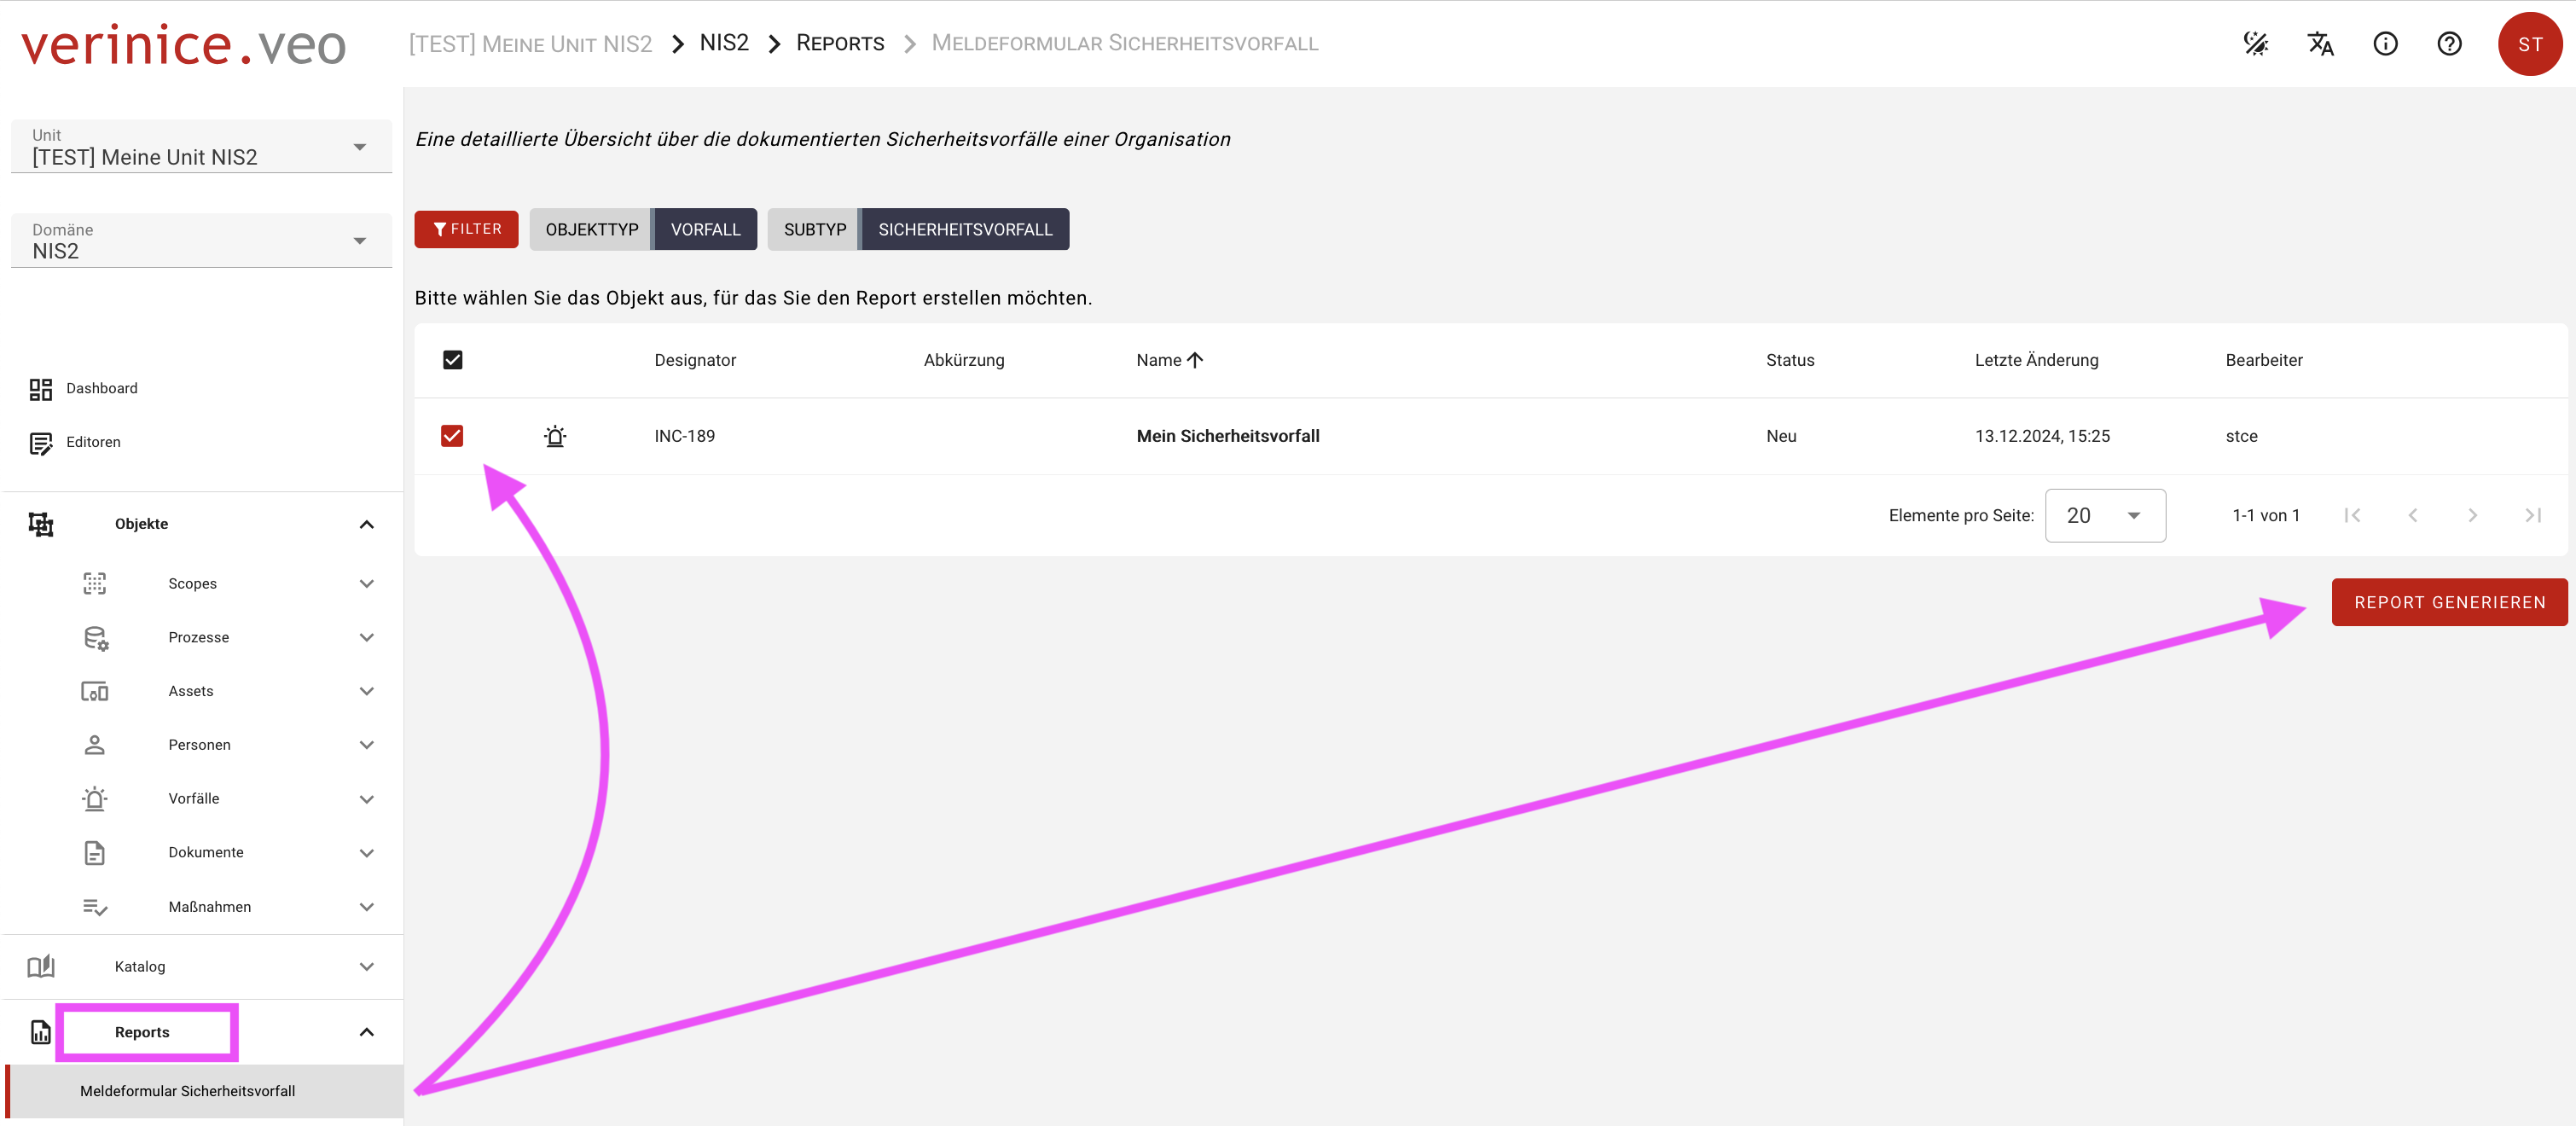 verinice.veo
[TEST] Meine Unit NIS2 > NIS2 > Reports > Meldeformular Sicherheitsvorfall
ST
Unit
[TEST] Meine Unit NIS2
Domäne
NIS2
Dashboard
Editoren
Objekte
Scopes
Prozesse
Assets
Personen
Vorfälle
Dokumente
Maßnahmen
Katalog
Reports
Meldeformular Sicherheitsvorfall
Eine detaillierte Übersicht über die dokumentierten Sicherheitsvorfälle einer Organisation
FILTER OBJEKTTYP VORFALL SUBTYP SICHERHEITSVORFALL
Bitte wählen Sie das Objekt aus, für das Sie den Report erstellen möchten.
Designator Abkürzung Name Status Letzte Änderung Bearbeiter
INC-189 Mein Sicherheitsvorfall Neu 13.12.2024, 15:25 stce
Elemente pro Seite: 20 1-1 von 1
REPORT GENERIEREN